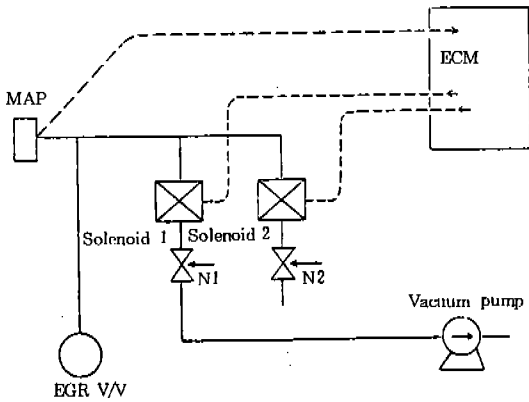 ECM
MAP
Solenoid 1
Solenoid 2
N1
N2
Vacuum pump
EGR V/V